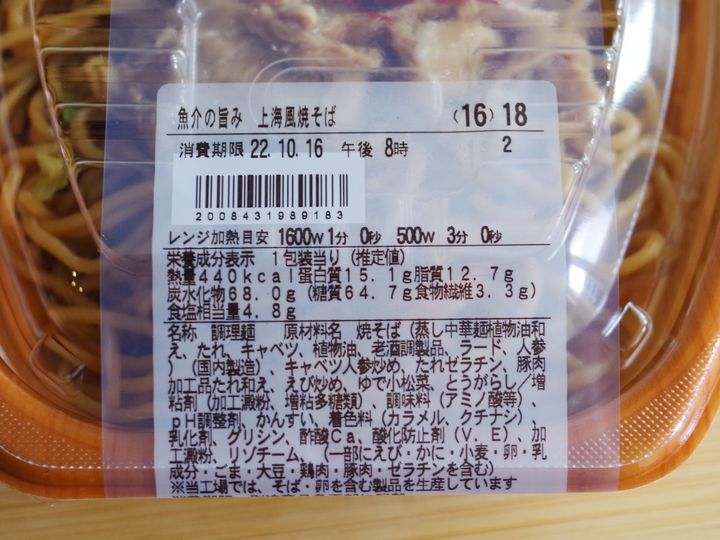 魚介の旨み 上海風焼そば (16)18
消費期限 22.10.16 午後 8時 2
2008431989183
レンジ加熱目安 1600W 1分 0秒 500W 3分 0秒
栄養成分表示 1包装当り (推定値)
熱量440kcal蛋白質15.1g脂質12.7g
炭水化物68.0g(糖質64.7g食物繊維3.3g)
食塩相当量4.8g
名称 調理麺 原材料名 焼そば(蒸し中華麺植物油和
え、たれ、キャベツ、植物油、老酒調製品、ラード、人参
)(国内製造)、キャベツ人参炒め、たれゼラチン、豚肉
加工品たれ和え、えび炒め、ゆで小松菜、とうがらし/増
粘剤(加工澱粉、増粘多糖類)、調味料(アミノ酸等)、
pH調整剤、かんすい、着色料(カラメル、クチナシ)、
乳化剤、グリシン、酢酸Ca、酸化防止剤(V.E)、加
工澱粉、リゾチーム、(一部にえび・かに・小麦・卵・乳
成分・ごま・大豆・鶏肉・豚肉・ゼラチンを含む)
※当工場では、そば・卵を含む製品を生産しています